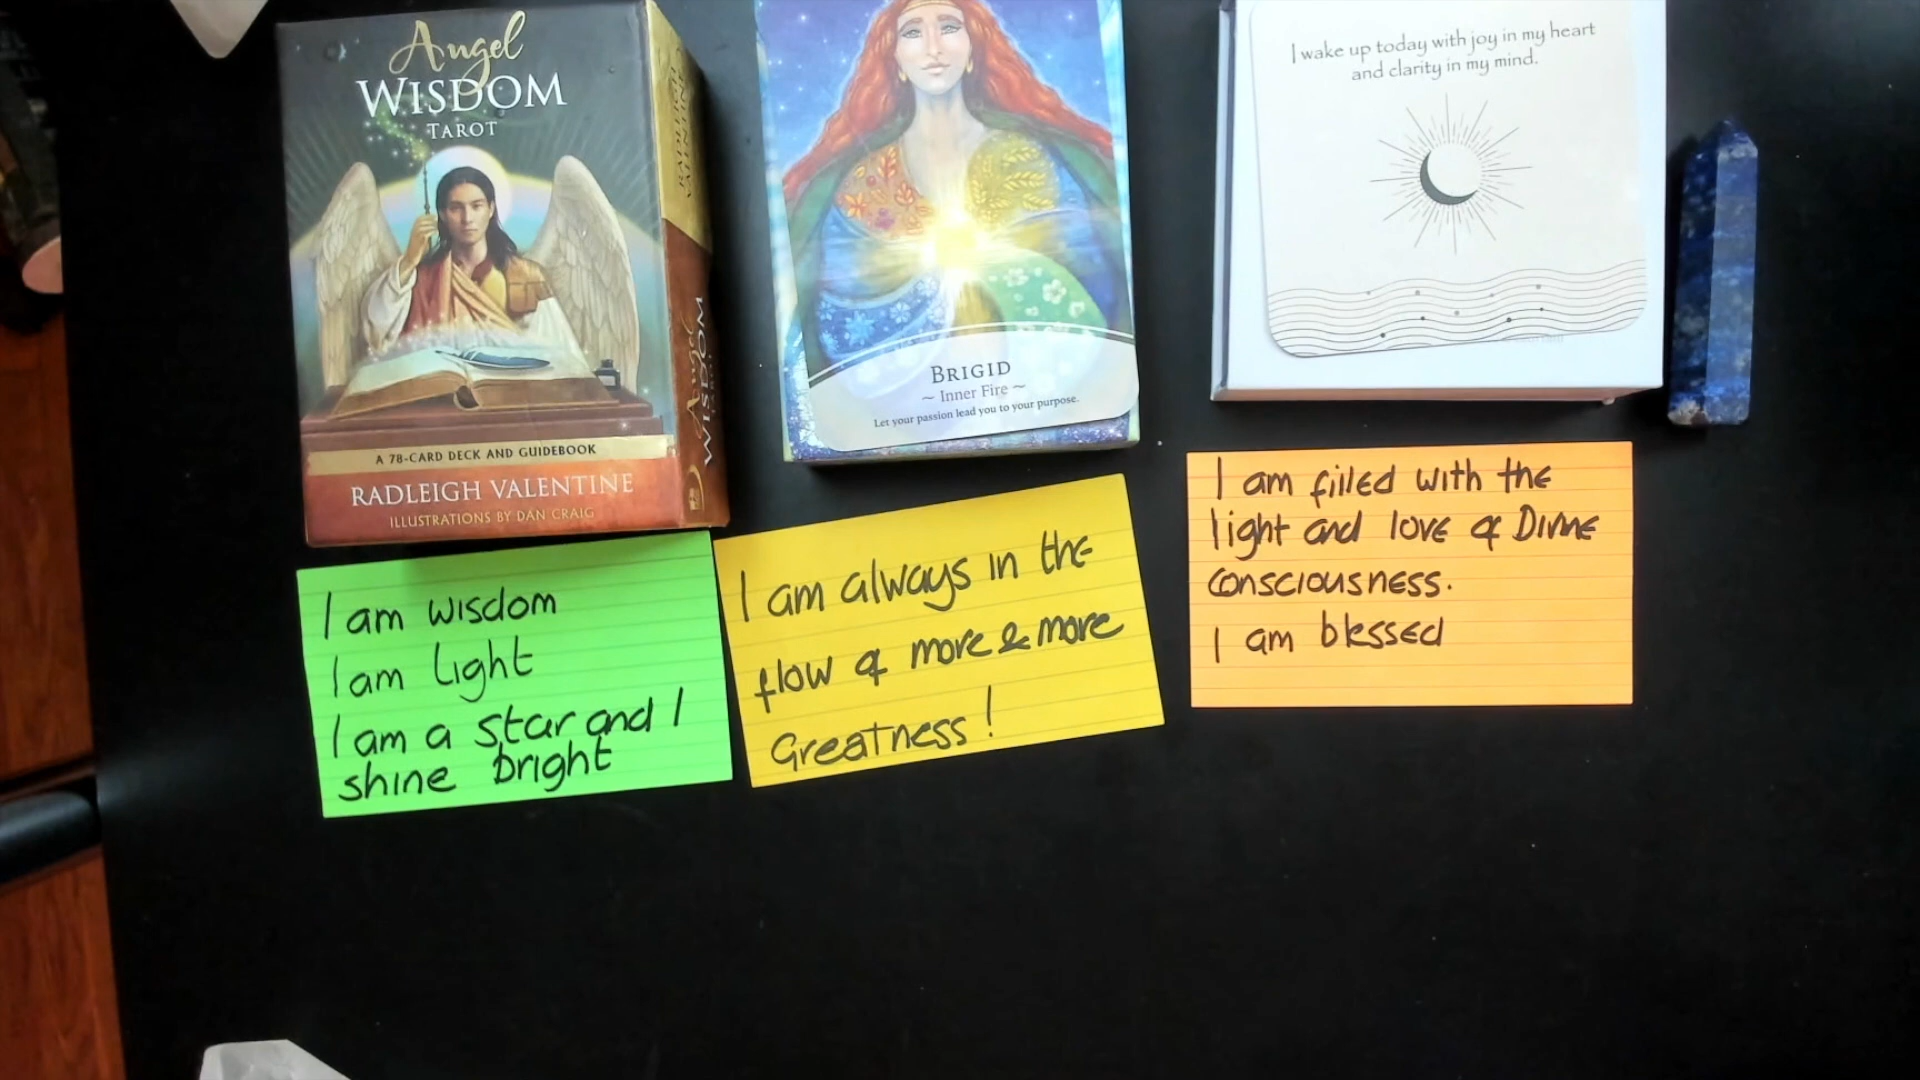 Angel
WISDOM
TAROT
A 78-CARD DECK AND GUIDEBOOK
RADLEIGH VALENTINE
ILLUSTRATIONS BY DAN CRAIG
RADLEIGH
VALENTINE
Angel
WISDOM
BRIGID
~ Inner Fire ~
Let your passion lead you to your purpose.
I wake up today with joy in my heart
and clarity in my mind.
I am wisdom
I am light
I am a star and I
shine bright
I am always in the
flow of more & more
Greatness!
I am filled with the
light and love of Divine
consciousness.
I am blessed